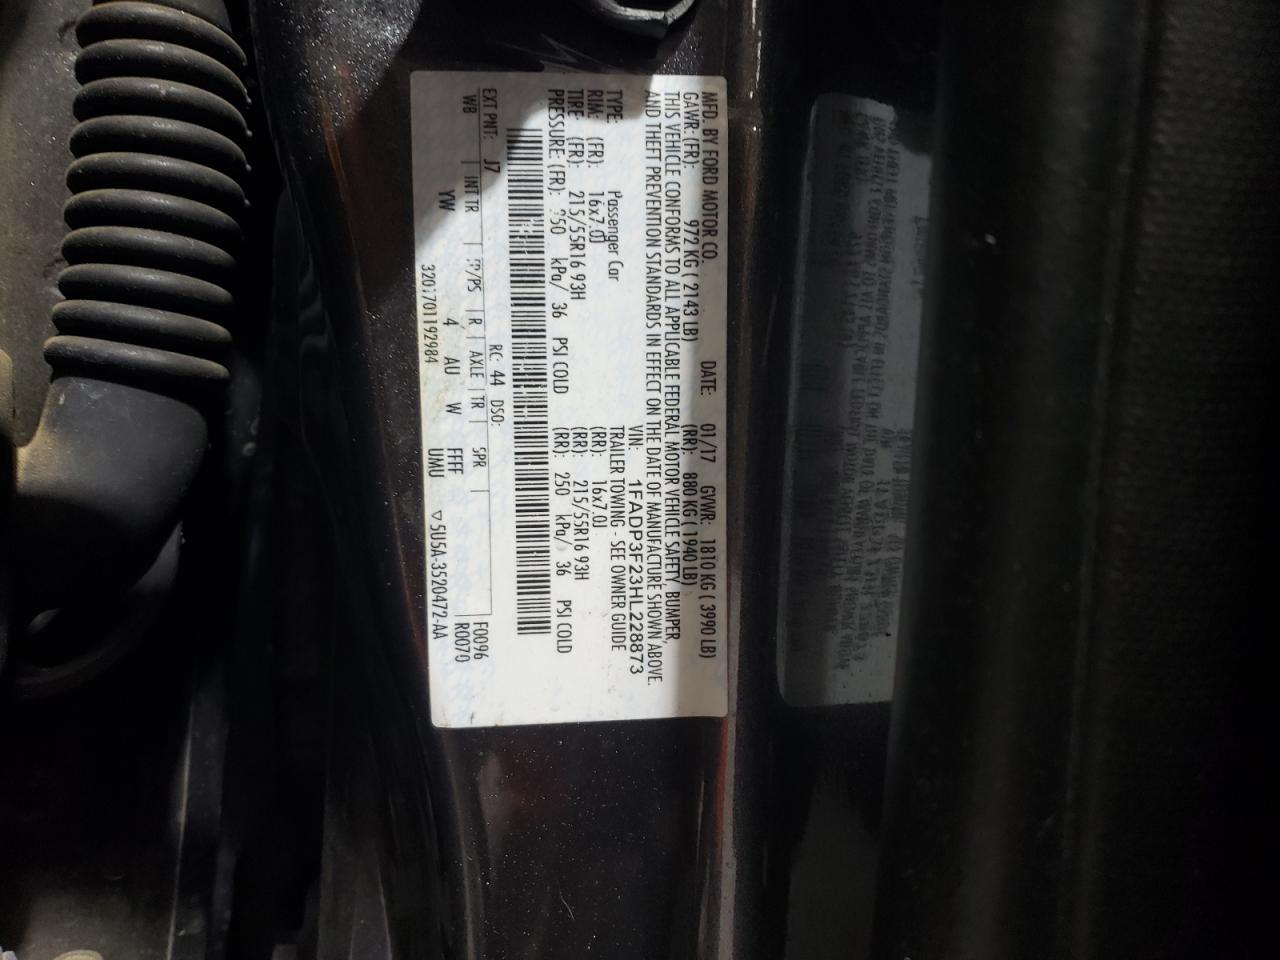 MFD. BY FORD MOTOR CO.
DATE: 01/17 GVWR: 1810 KG ( 3990 LB)
GAWR: (FR): 972 KG ( 2143 LB) (RR): 880 KG ( 1940 LB)
THIS VEHICLE CONFORMS TO ALL APPLICABLE FEDERAL MOTOR VEHICLE SAFETY, BUMPER,
AND THEFT PREVENTION STANDARDS IN EFFECT ON THE DATE OF MANUFACTURE SHOWN ABOVE.
VIN: 1FADP3F23HL228873
TYPE: Passenger Car TRAILER TOWING - SEE OWNER GUIDE
RIM: (FR): 16x7.0J (RR): 16x7.0J
TIRE: (FR): 215/55R16 93H (RR): 215/55R16 93H
PRESSURE: (FR): 250 kPa/ 36 PSI COLD (RR): 250 kPa/ 36 PSI COLD
RC: 44 DSO:
F0096
EXT PNT: J7 INT TR TP/PS R AXLE TR SPR
R0070
WB YW 4 AU W FFFF
UMU ▽5U5A-3520472-AA